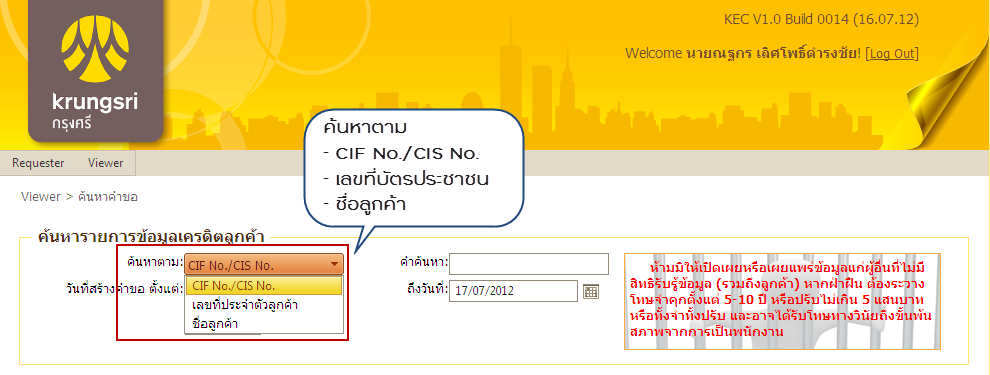 KEC V1.0 Build 0014 (16.07.12)
Welcome นายณฐกร เลิศโพธิ์ดำรงชัย! [Log Out]
krungsri
กรุงศรี
ค้นหาตาม
- CIF No./CIS No.
- เลขที่บัตรประชาชน
- ชื่อลูกค้า
Requester Viewer
Viewer > ค้นหาคำขอ
ค้นหารายการข้อมูลเครดิตลูกค้า
ค้นหาตาม: CIF No./CIS No. คำค้นหา:
CIF No./CIS No.
วันที่สร้างคำขอ ตั้งแต่: ถึงวันที่: 17/07/2012
เลขที่ประจำตัวลูกค้า
ชื่อลูกค้า
ห้ามมิให้เปิดเผยหรือเผยแพร่ข้อมูลแก่ผู้อื่นที่ไม่มี
สิทธิรับรู้ข้อมูล (รวมถึงลูกค้า) หากฝ่าฝืน ต้องระวาง
โทษจำคุกตั้งแต่ 5-10 ปี หรือปรับไม่เกิน 5 แสนบาท
หรือทั้งจำทั้งปรับ และอาจได้รับโทษทางวินัยถึงขั้นพ้น
สภาพจากการเป็นพนักงาน